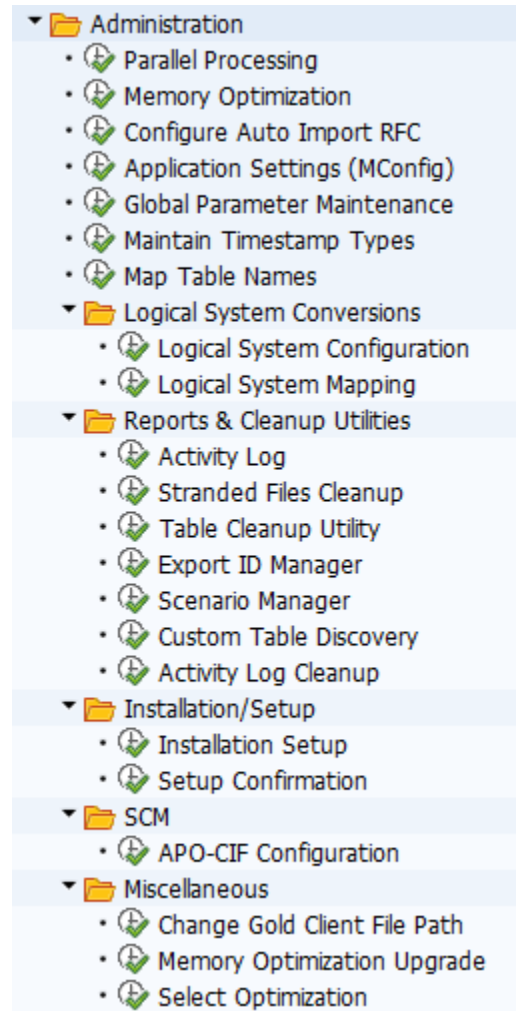 Administration
Parallel Processing
Memory Optimization
Configure Auto Import RFC
Application Settings (MConfig)
Global Parameter Maintenance
Maintain Timestamp Types
Map Table Names
Logical System Conversions
Logical System Configuration
Logical System Mapping
Reports & Cleanup Utilities
Activity Log
Stranded Files Cleanup
Table Cleanup Utility
Export ID Manager
Scenario Manager
Custom Table Discovery
Activity Log Cleanup
Installation/Setup
Installation Setup
Setup Confirmation
SCM
APO-CIF Configuration
Miscellaneous
Change Gold Client File Path
Memory Optimization Upgrade
Select Optimization